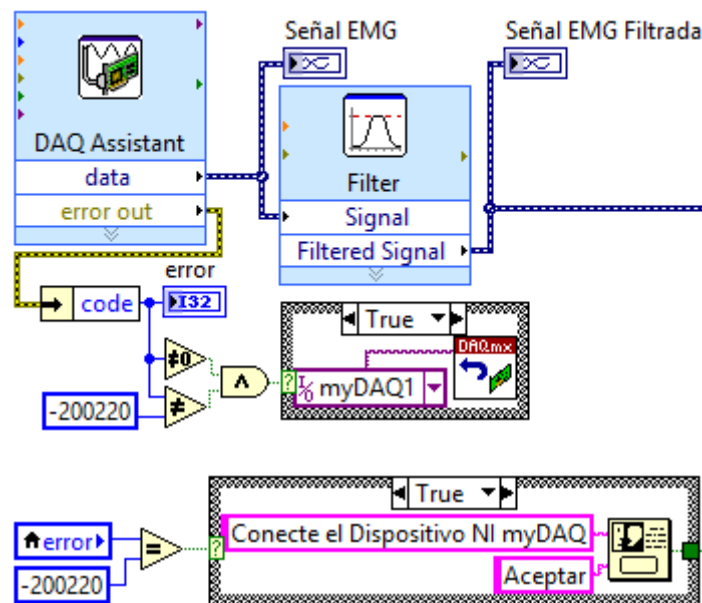 Señal EMG
Señal EMG Filtrada
DAQ Assistant
data
error out
Filter
Signal
Filtered Signal
error
code
I32
True
DAQmx
≠0
≠
∧
?
I/O myDAQ1
-200220
True
error
=
?
Conecte el Dispositivo NI myDAQ
-200220
Aceptar